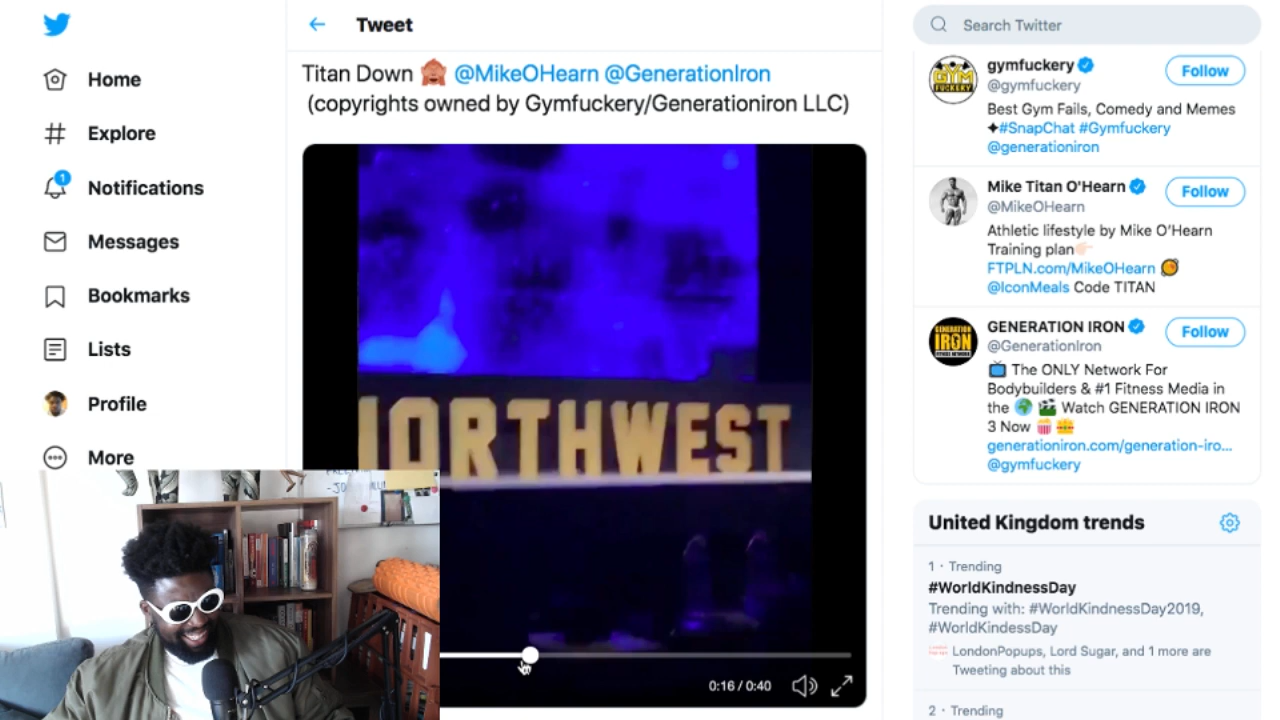 Home
Explore
1
Notifications
Messages
Bookmarks
Lists
Profile
More
Tweet
Titan Down 🙈 @MikeOHearn @GenerationIron
(copyrights owned by Gymfuckery/Generationiron LLC)
NORTHWEST
0:16 / 0:40
Search Twitter
gymfuckery
@gymfuckery
Follow
Best Gym Fails, Comedy and Memes
✦#SnapChat #Gymfuckery
@generationiron
Mike Titan O'Hearn
@MikeOHearn
Follow
Athletic lifestyle by Mike O'Hearn
Training plan👉🏻
FTPLN.com/MikeOHearn 🥘
@IconMeals Code TITAN
GENERATION IRON
@GenerationIron
Follow
📺 The ONLY Network For
Bodybuilders & #1 Fitness Media in
the 🌍 🎬 Watch GENERATION IRON
3 Now 🍿
generationiron.com/generation-iro...
@gymfuckery
United Kingdom trends
1 · Trending
#WorldKindnessDay
Trending with: #WorldKindnessDay2019,
#WorldKindessDay
LondonPopups, Lord Sugar, and 1 more are
Tweeting about this
2 · Trending